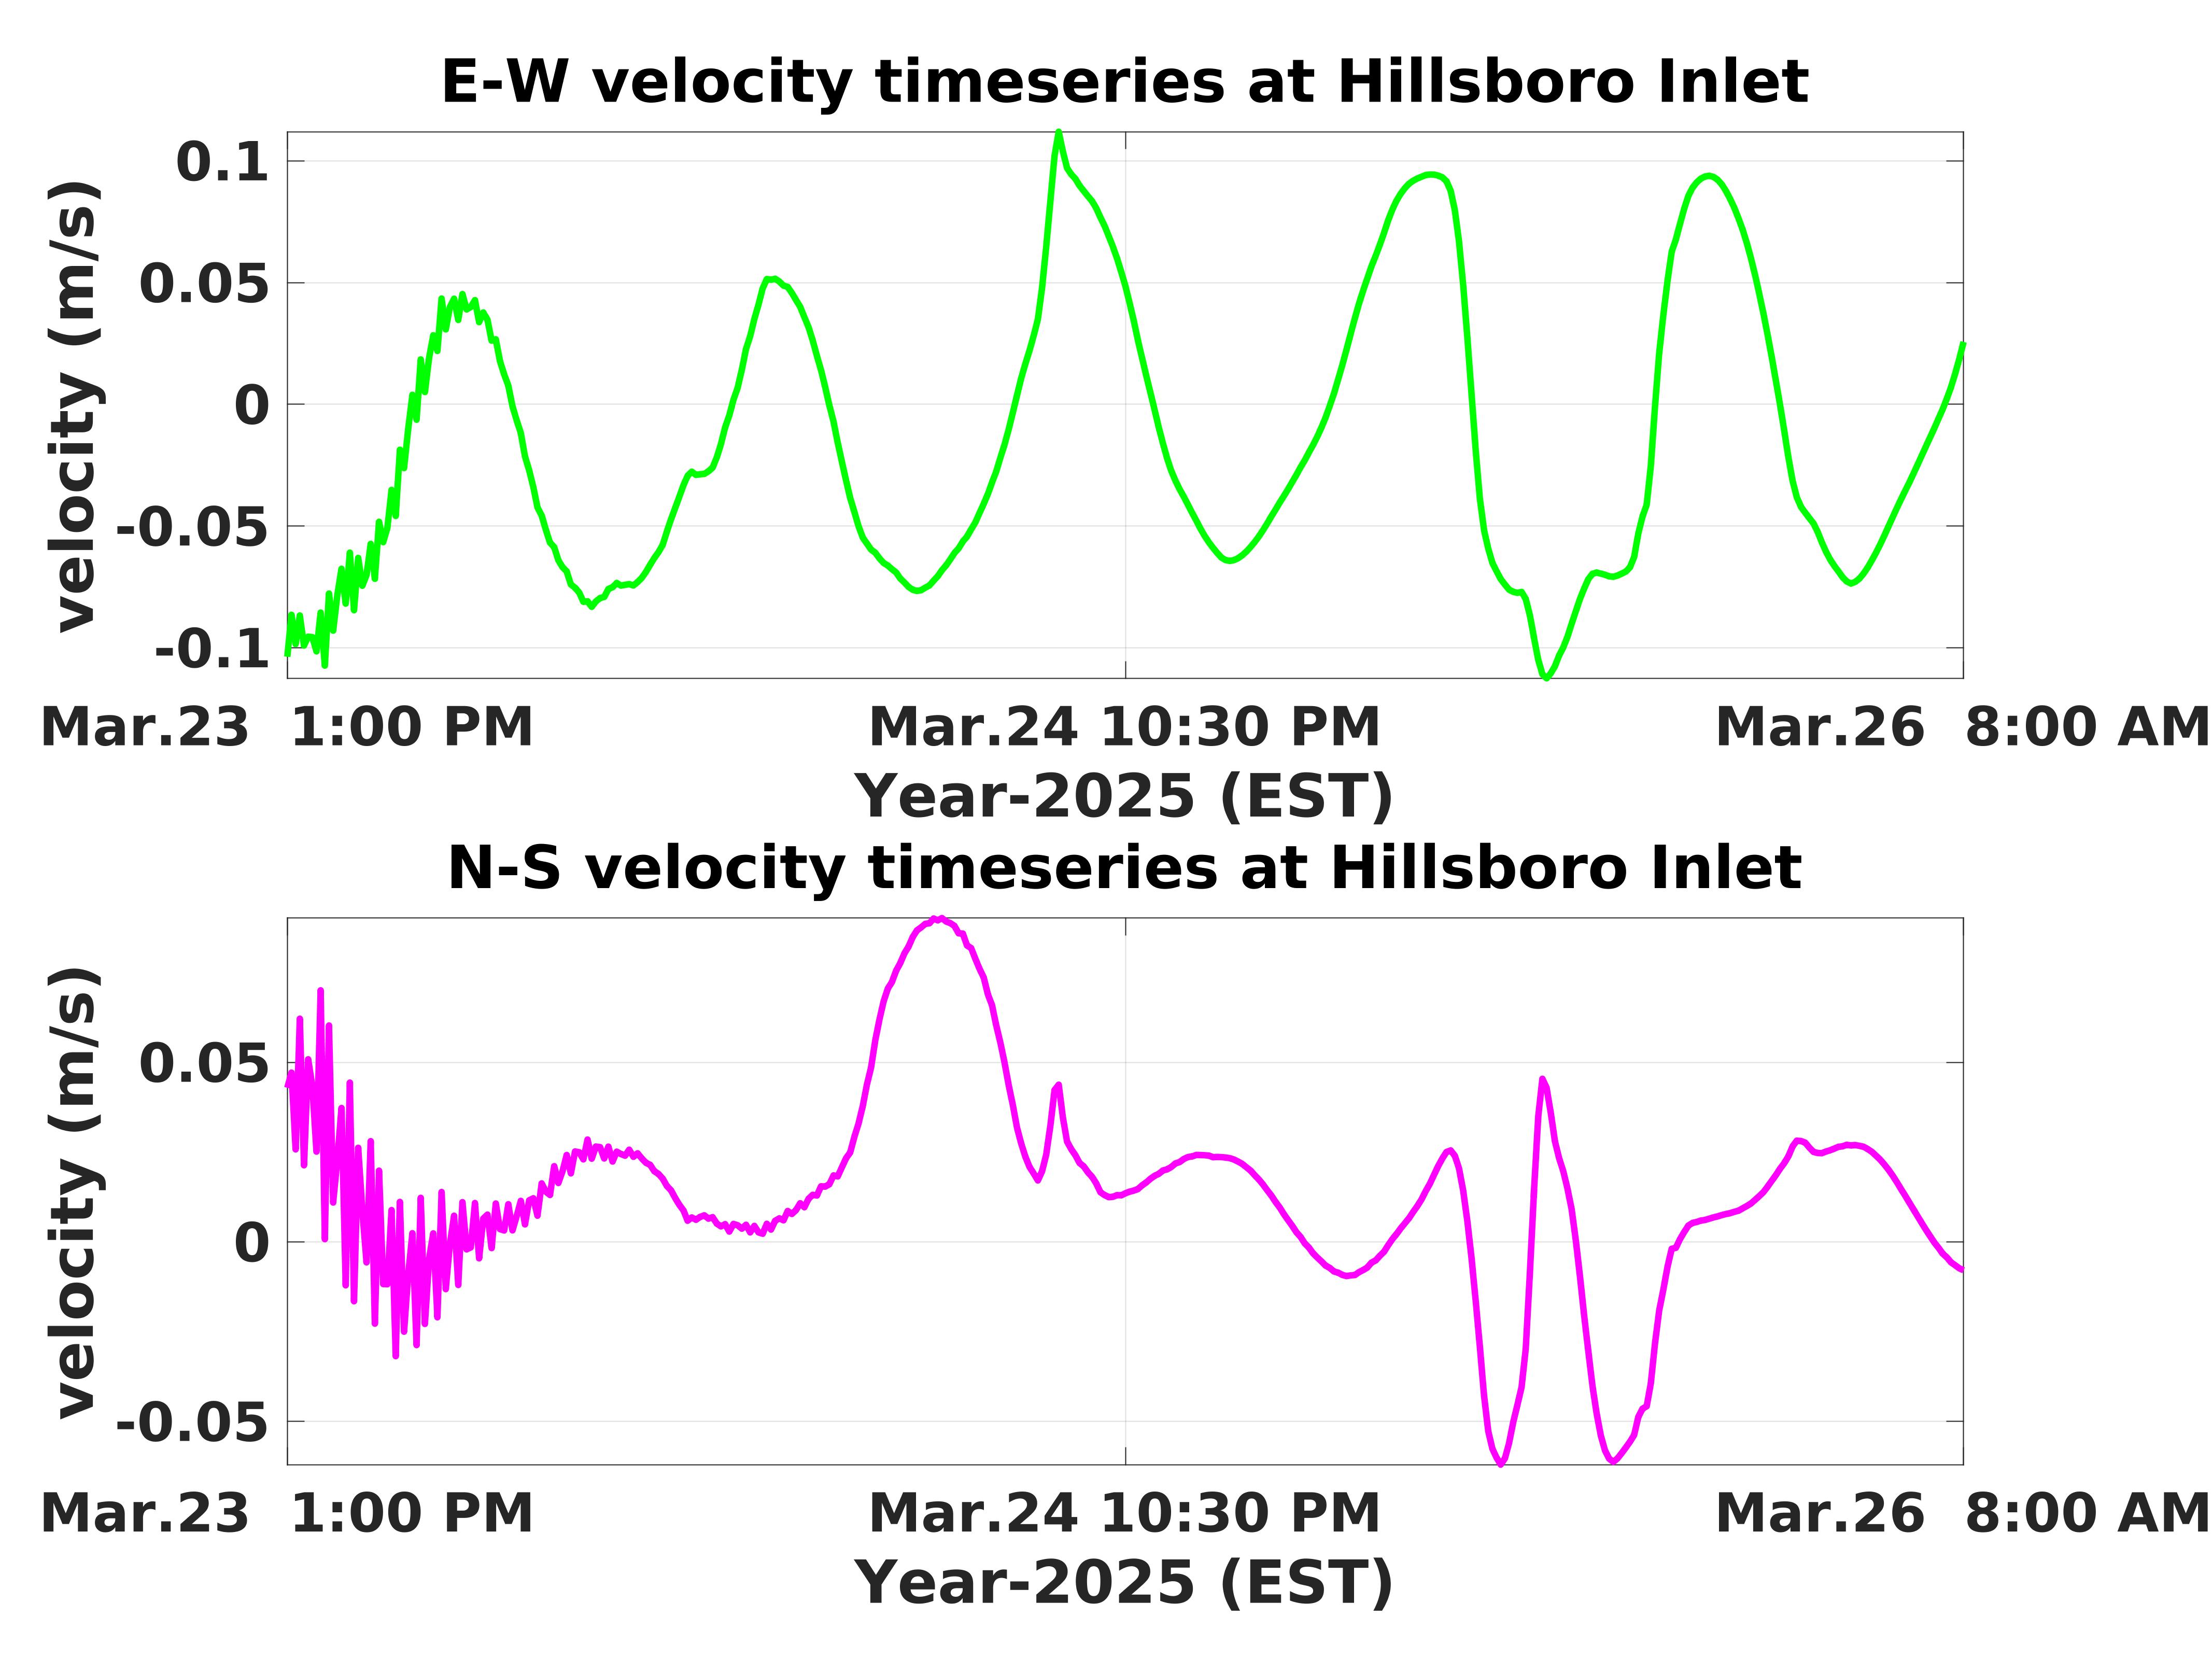 E-W velocity timeseries at Hillsboro Inlet
velocity (m/s)
0.1
0.05
0
-0.05
-0.1
Mar.23 1:00 PM Mar.24 10:30 PM Mar.26 8:00 AM
Year-2025 (EST)
N-S velocity timeseries at Hillsboro Inlet
velocity (m/s)
0.05
0
-0.05
Mar.23 1:00 PM Mar.24 10:30 PM Mar.26 8:00 AM
Year-2025 (EST)